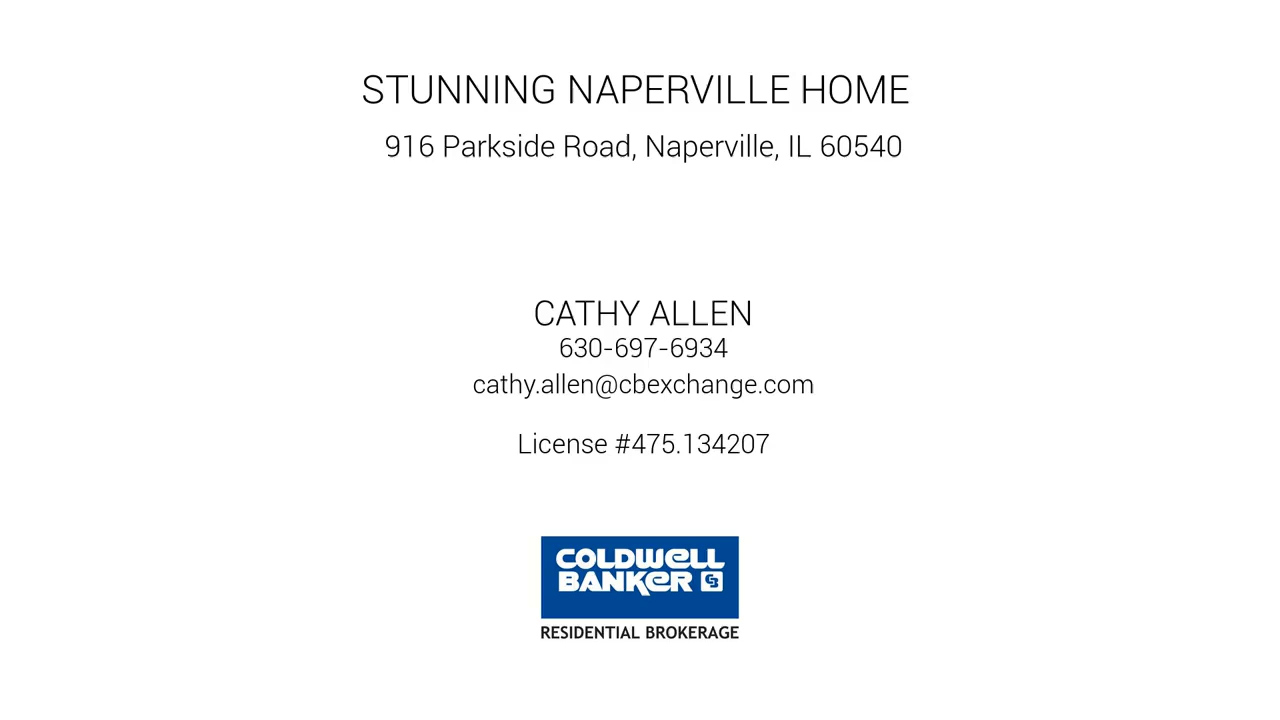 STUNNING NAPERVILLE HOME
916 Parkside Road, Naperville, IL 60540
CATHY ALLEN
630-697-6934
cathy.allen@cbexchange.com
License #475.134207
COLDWELL
BANKER CB
RESIDENTIAL BROKERAGE